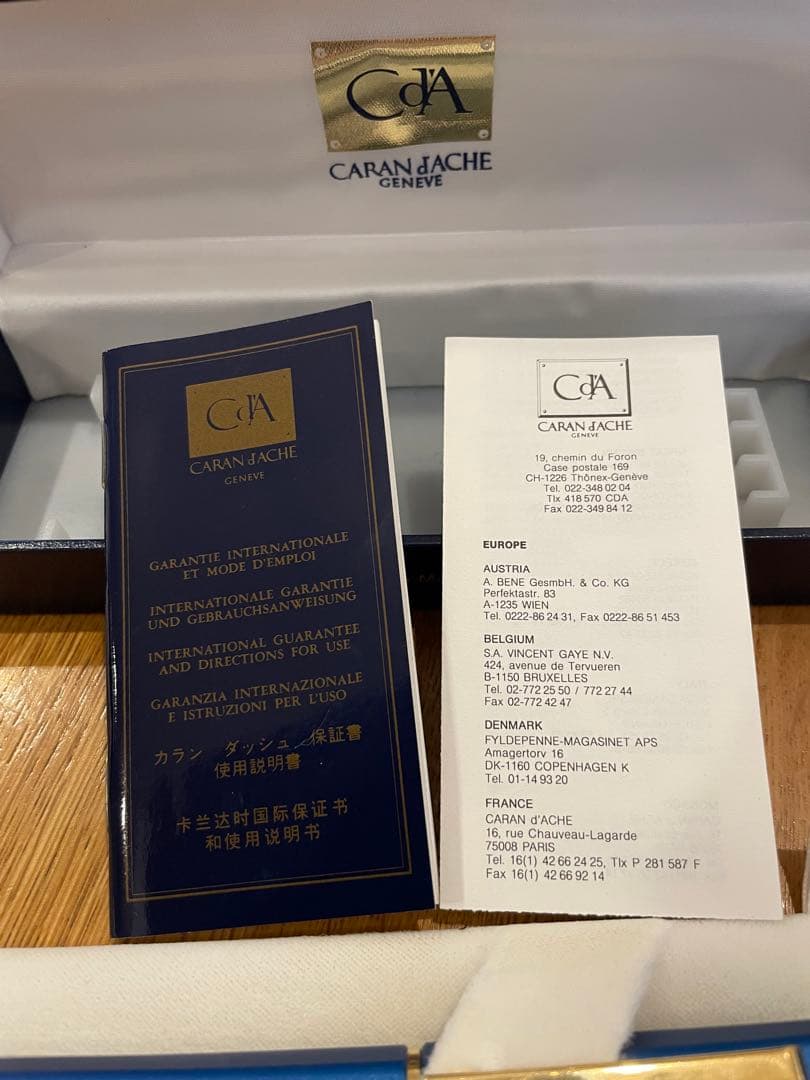 Cd'A
CARAN d'ACHE
GENEVE
Cd'A
CARAN d'ACHE
GENEVE
GARANTIE INTERNATIONALE
ET MODE D'EMPLOI
INTERNATIONALE GARANTIE
UND GEBRAUCHSANWEISUNG
INTERNATIONAL GUARANTEE
AND DIRECTIONS FOR USE
GARANZIA INTERNAZIONALE
E ISTRUZIONI PER L'USO
カラン ダッシュ 保証書
使用説明書
卡兰达时国际保证书
和使用说明书
Cd'A
CARAN d'ACHE
GENEVE
19, chemin du Foron
Case postale 169
CH-1226 Thônex-Genève
Tel. 022-348 02 04
Tlx 418 570 CDA
Fax 022-349 84 12
EUROPE
AUSTRIA
A. BENE GesmbH. & Co. KG
Perfektastr. 83
A-1235 WIEN
Tel. 0222-86 24 31, Fax 0222-86 51 453
BELGIUM
S.A. VINCENT GAYE N.V.
424, avenue de Tervueren
B-1150 BRUXELLES
Tel. 02-772 25 50 / 772 27 44
Fax 02-772 42 47
DENMARK
FYLDEPENNE-MAGASINET APS
Amagertorv 16
DK-1160 COPENHAGEN K
Tel. 01-14 93 20
FRANCE
CARAN d'ACHE
16, rue Chauveau-Lagarde
75008 PARIS
Tel. 16(1) 42 66 24 25, Tlx P 281 587 F
Fax 16(1) 42 66 92 14